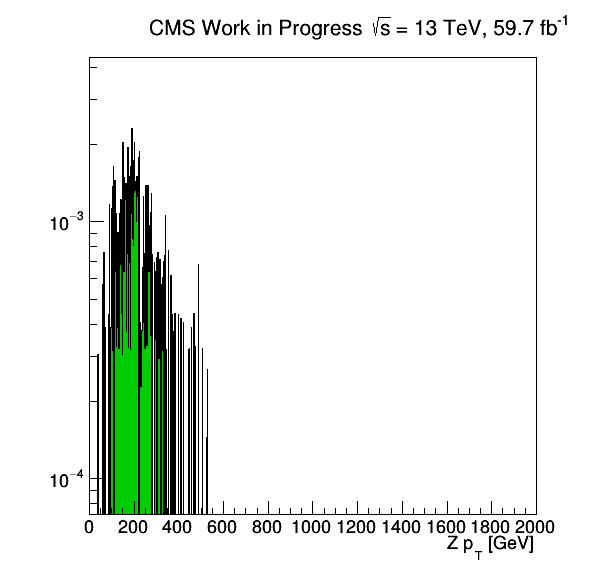 CMS Work in Progress √s = 13 TeV, 59.7 fb⁻¹
10⁻³
10⁻⁴
0 200 400 600 800 1000 1200 1400 1600 1800 2000
Z p_T [GeV]